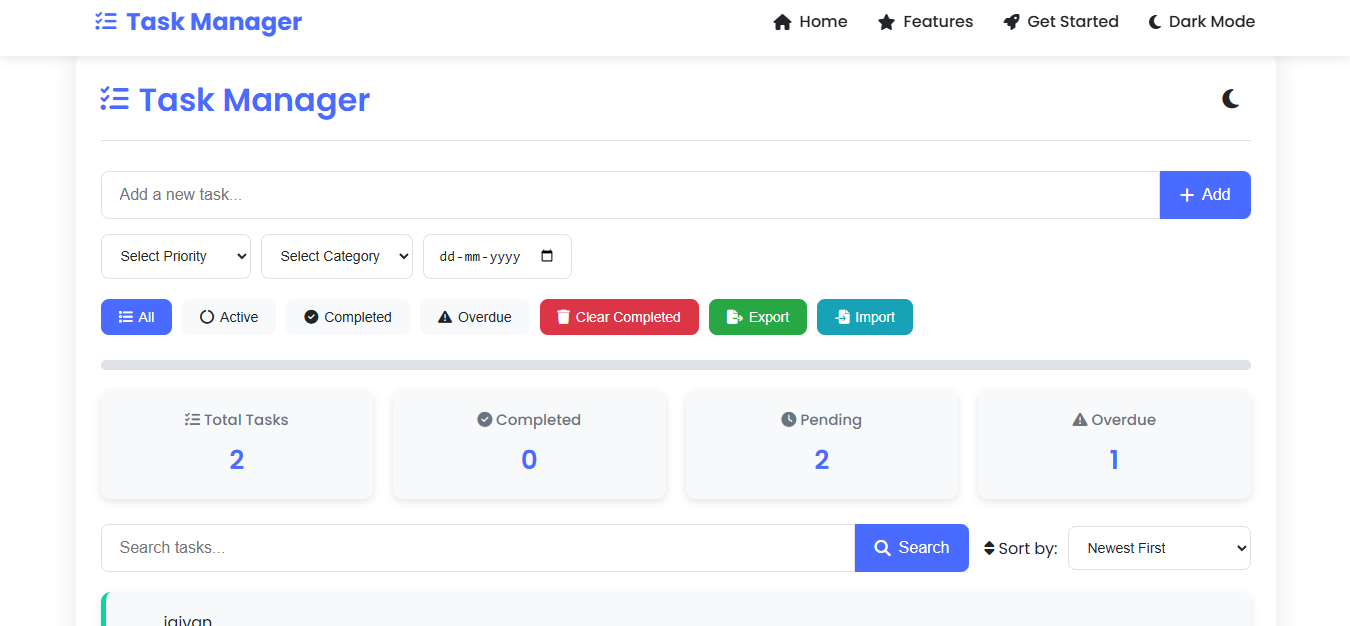 Task Manager Home Features Get Started Dark Mode
Task Manager
Add a new task... Add
Select Priority Select Category dd-mm-yyyy
All Active Completed Overdue Clear Completed Export Import
Total Tasks Completed Pending Overdue
2 0 2 1
Search tasks... Search Sort by: Newest First